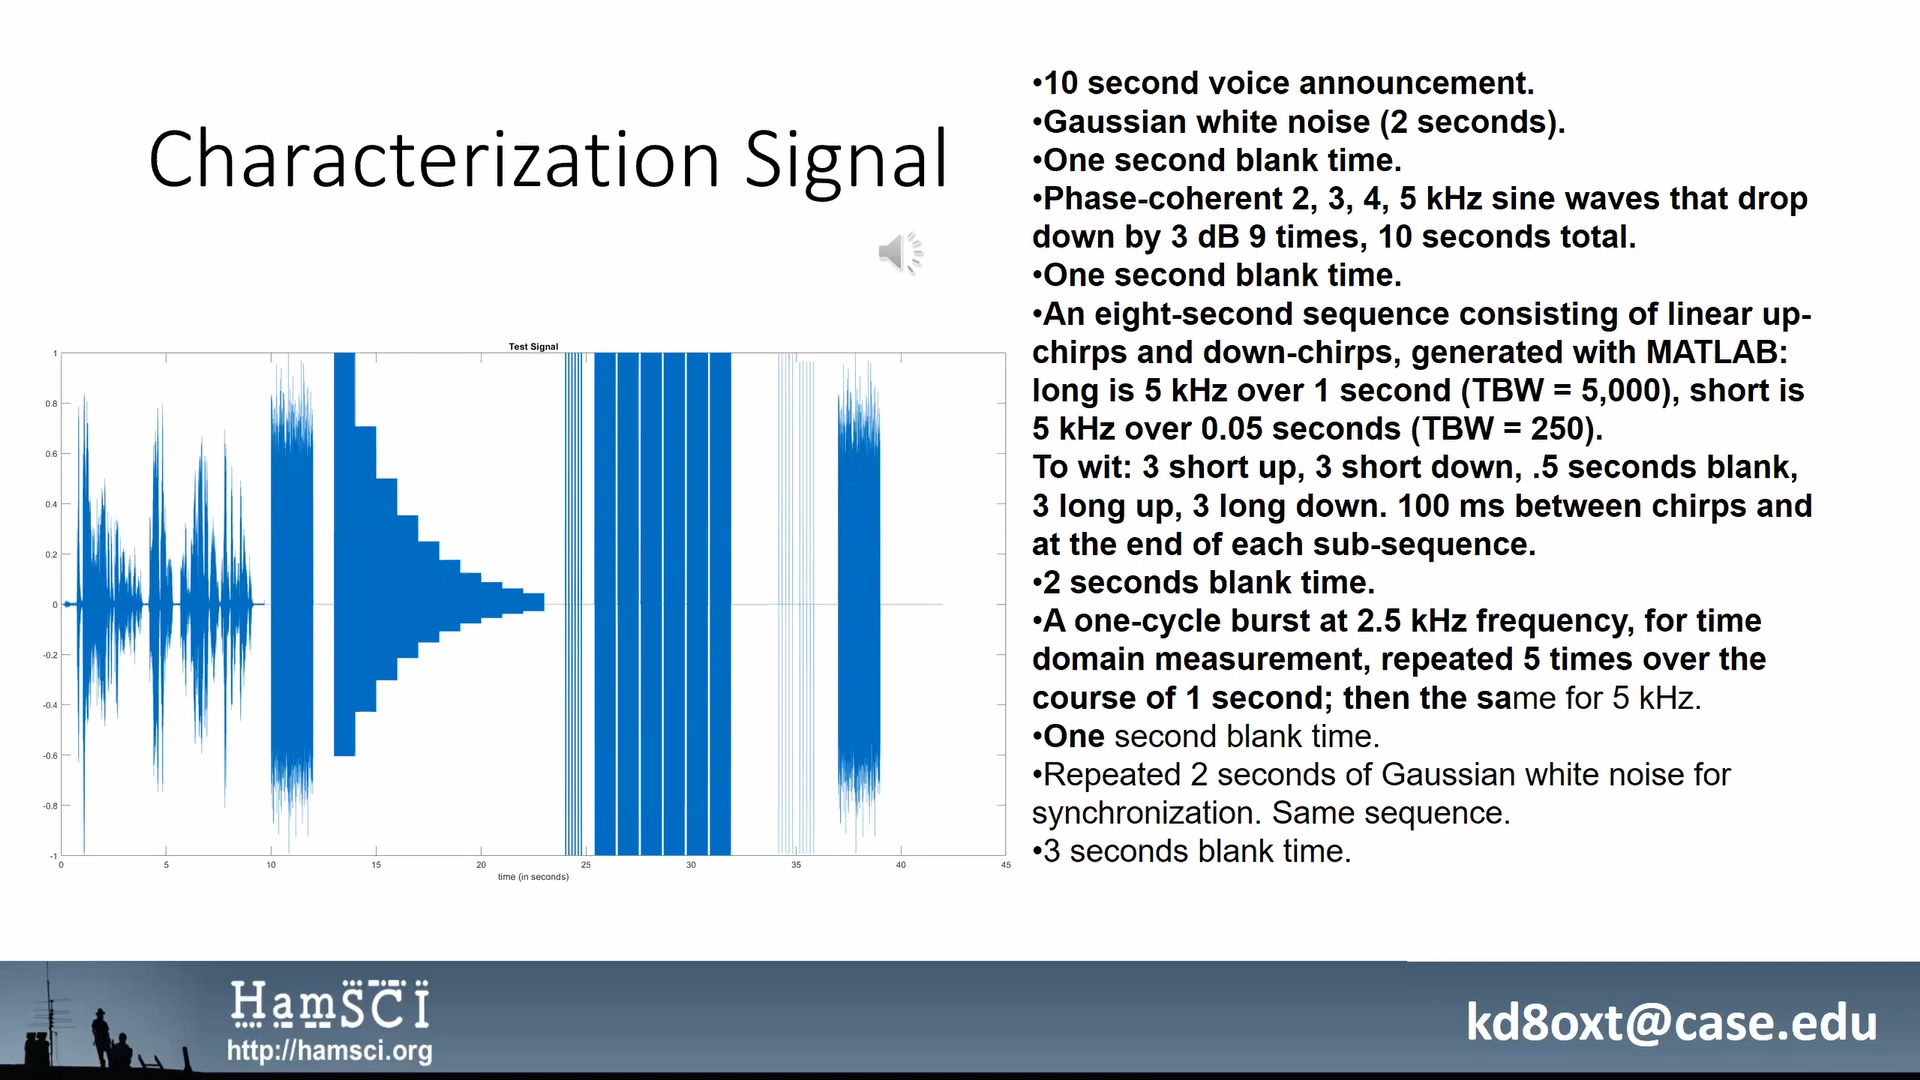 Characterization Signal
•10 second voice announcement.
•Gaussian white noise (2 seconds).
•One second blank time.
•Phase-coherent 2, 3, 4, 5 kHz sine waves that drop
down by 3 dB 9 times, 10 seconds total.
•One second blank time.
•An eight-second sequence consisting of linear up-
chirps and down-chirps, generated with MATLAB:
long is 5 kHz over 1 second (TBW = 5,000), short is
5 kHz over 0.05 seconds (TBW = 250).
To wit: 3 short up, 3 short down, .5 seconds blank,
3 long up, 3 long down. 100 ms between chirps and
at the end of each sub-sequence.
•2 seconds blank time.
•A one-cycle burst at 2.5 kHz frequency, for time
domain measurement, repeated 5 times over the
course of 1 second; then the same for 5 kHz.
•One second blank time.
•Repeated 2 seconds of Gaussian white noise for
synchronization. Same sequence.
•3 seconds blank time.
Test Signal
1
0.8
0.6
0.4
0.2
0
-0.2
-0.4
-0.6
-0.8
-1
0 5 10 15 20 25 30 35 40 45
time (in seconds)
HamSCI
http://hamsci.org
kd8oxt@case.edu